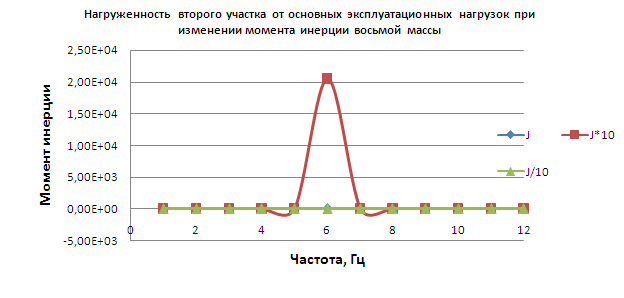 Нагруженность второго участка от основных эксплуатационных нагрузок при
изменении момента инерции восьмой массы
Момент инерции
2,50E+04
2,00E+04
1,50E+04
1,00E+04
5,00E+03
0,00E+00
-5,00E+03
0 2 4 6 8 10 12
Частота, Гц
J J*10
J/10